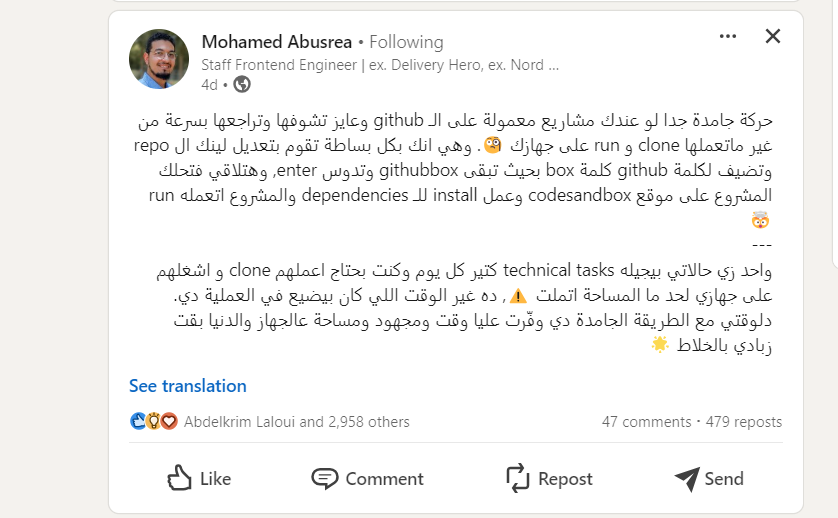 Mohamed Abusrea • Following
Staff Frontend Engineer | ex. Delivery Hero, ex. Nord ...
4d •
حركة جامدة جدا لو عندك مشاريع معمولة على الـ github وعايز تشوفها وتراجعها بسرعة من
غير ماتعملها clone و run على جهازك 🧐. وهي انك بكل بساطة تقوم بتعديل لينك ال repo
وتضيف لكلمة github كلمة box بحيث تبقى githubbox وتدوس enter, وهتلاقي فتحلك
المشروع على موقع codesandbox وعمل install للـ dependencies والمشروع اتعمله run
🤯
---
واحد زي حالاتي بيجيله technical tasks كتير كل يوم وكنت بحتاج اعملهم clone و اشغلهم
على جهازي لحد ما المساحة اتملت ⚠️, ده غير الوقت اللي كان بيضيع في العملية دي.
دلوقتي مع الطريقة الجامدة دي وفّرت عليا وقت ومجهود ومساحة عالجهاز والدنيا بقت
زبادي بالخلاط 🌟
See translation
Abdelkrim Laloui and 2,958 others
47 comments • 479 reposts
Like
Comment
Repost
Send